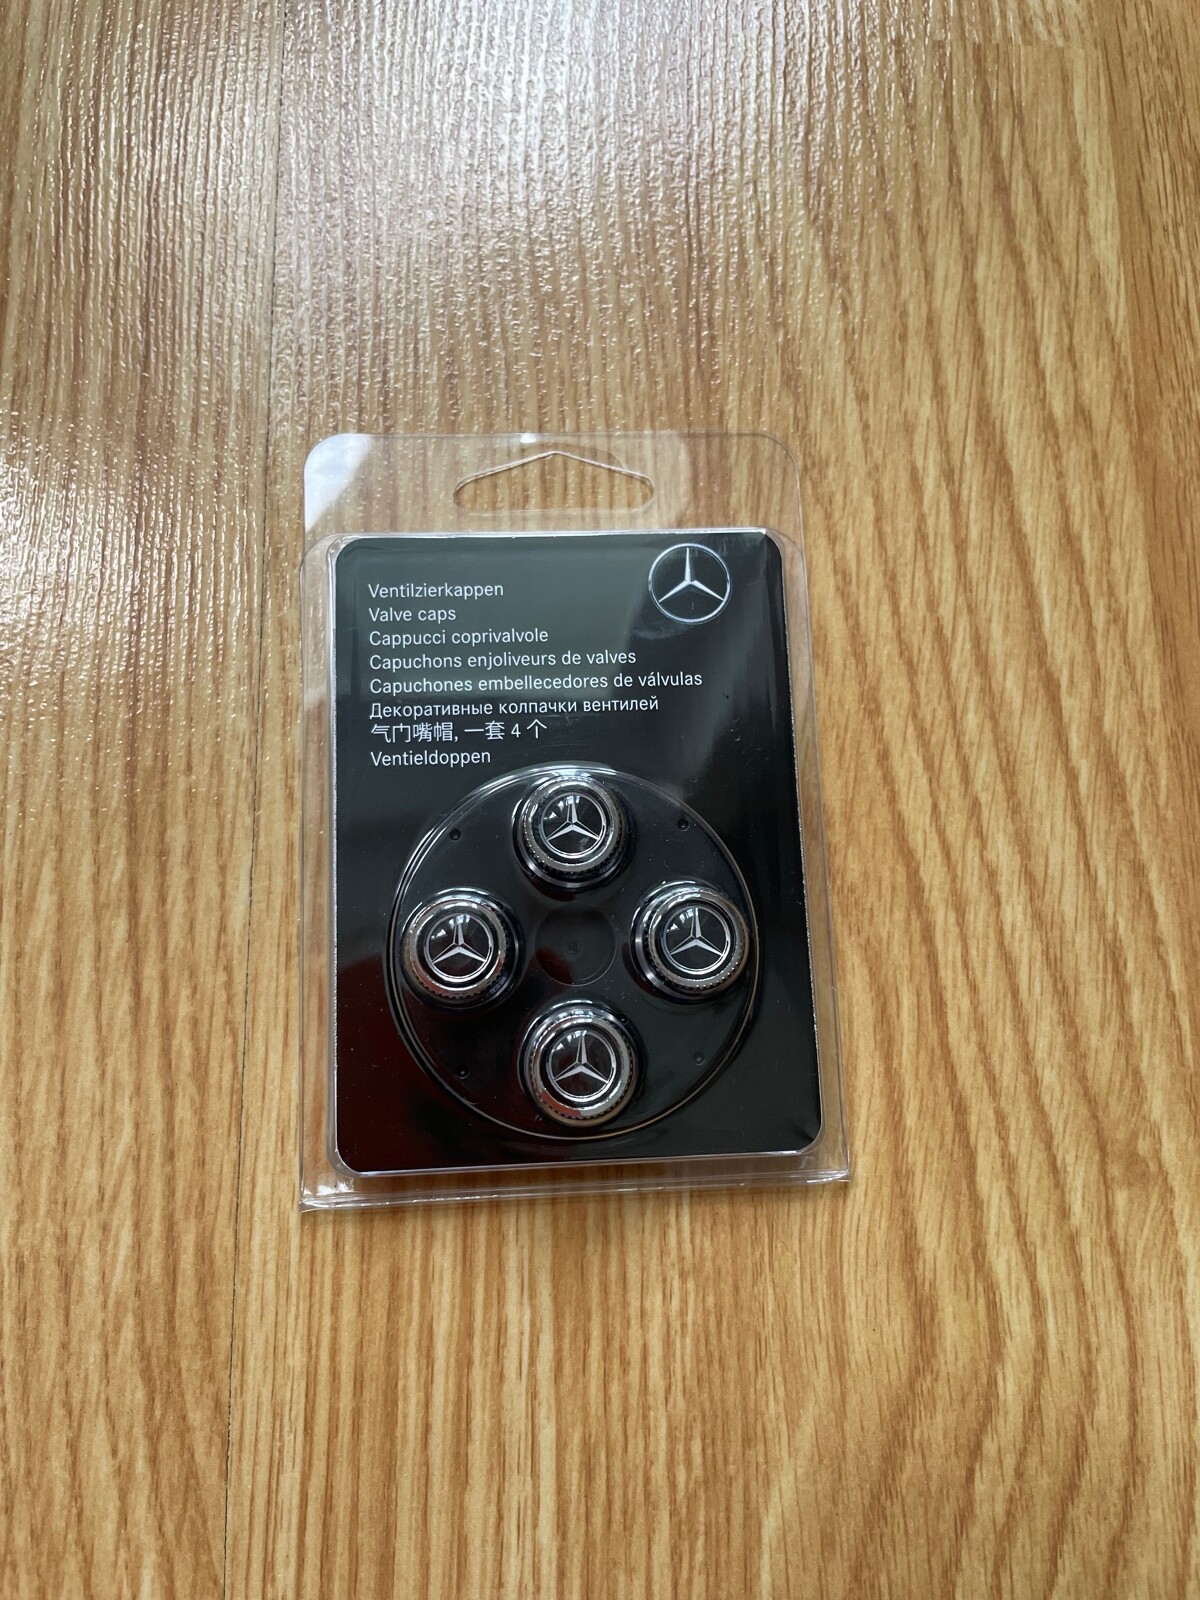 Ventilzierkappen
Valve caps
Cappucci coprivalvole
Capuchons enjoliveurs de valves
Capuchones embellecedores de válvulas
Декоративные колпачки вентилей
气门嘴帽, 一套 4 个
Ventieldoppen